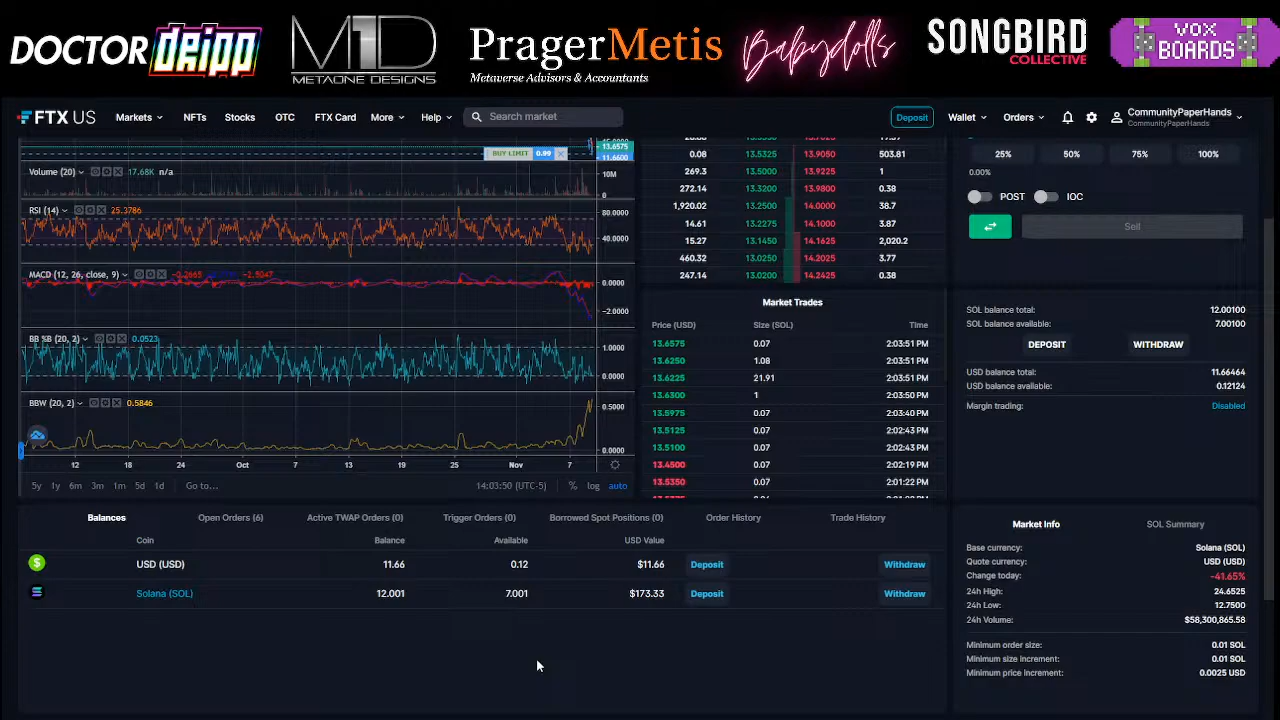 DOCTOR deipp
M1D
METAONE DESIGNS
PragerMetis
Metaverse Advisors & Accountants
Babydolls
SONGBIRD
COLLECTIVE
VOX
BOARDS
FTX US
Markets
NFTs
Stocks
OTC
FTX Card
More
Help
Search market
Deposit
Wallet
Orders
CommunityPaperHands
CommunityPaperHands
BUY LIMIT 0.99
13.6575
11.6600
Volume (20) 17.68K n/a
10M
0
RSI (14) 25.3786
80.0000
40.0000
MACD (12, 26, close, 9) -0.2665 -2.5047
0.0000
-2.0000
BB %B (20, 2) 0.0523
1.0000
0.0000
BBW (20, 2) 0.5846
0.5000
0.0000
12 18 24 Oct 7 13 19 25 Nov 7
5y 1y 6m 3m 1m 5d 1d Go to... 14:03:50 (UTC-5) % log auto
0.08 13.5325 13.9050 503.81
269.3 13.5000 13.9225 1
272.14 13.3200 13.9800 0.38
1,920.02 13.2500 14.0000 38.7
14.61 13.2275 14.1000 3.87
15.27 13.1450 14.1625 2,020.2
460.32 13.0250 14.2025 3.77
247.14 13.0200 14.2425 0.38
Market Trades
Price (USD) Size (SOL) Time
13.6575 0.07 2:03:51 PM
13.6250 1.08 2:03:51 PM
13.6225 21.91 2:03:51 PM
13.6300 1 2:03:50 PM
13.5975 0.07 2:03:40 PM
13.5125 0.07 2:02:43 PM
13.5100 0.07 2:02:43 PM
13.4500 0.07 2:02:19 PM
13.5350 0.07 2:01:22 PM
25% 50% 75% 100%
0.00%
POST IOC
Sell
SOL balance total: 12.00100
SOL balance available: 7.00100
DEPOSIT WITHDRAW
USD balance total: 11.66464
USD balance available: 0.12124
Margin trading: Disabled
Balances Open Orders (6) Active TWAP Orders (0) Trigger Orders (0) Borrowed Spot Positions (0) Order History Trade History
Coin Balance Available USD Value
USD (USD) 11.66 0.12 $11.66 Deposit Withdraw
Solana (SOL) 12.001 7.001 $173.33 Deposit Withdraw
Market Info SOL Summary
Base currency: Solana (SOL)
Quote currency: USD (USD)
Change today: -41.65%
24h High: 24.6525
24h Low: 12.7500
24h Volume: $58,300,865.58
Minimum order size: 0.01 SOL
Minimum size increment: 0.01 SOL
Minimum price increment: 0.0025 USD